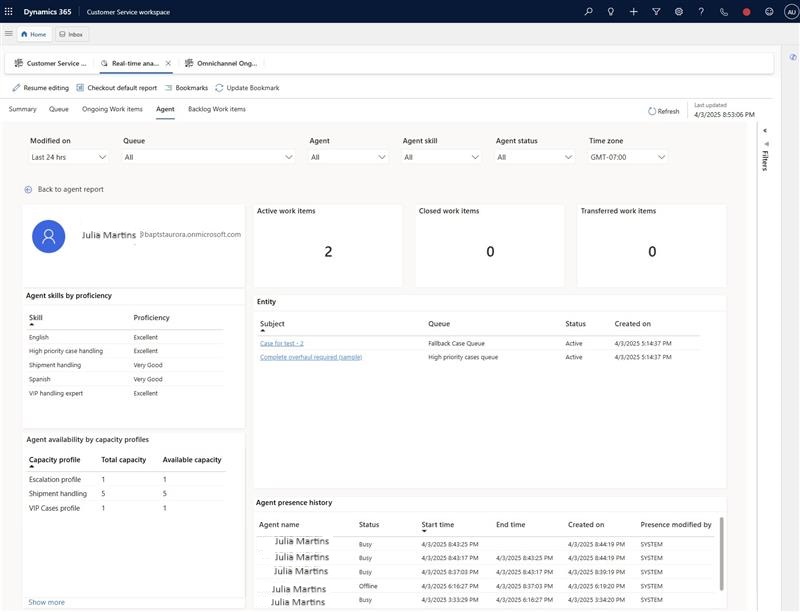 Dynamics 365 Customer Service workspace AU
Home Inbox
Customer Service ... Real-time ana... Omnichannel Ong...
Resume editing Checkout default report Bookmarks Update Bookmark
Summary Queue Ongoing Work items Agent Backlog Work items
Refresh
Last updated
4/3/2025 8:53:06 PM
Modified on Queue Agent Agent skill Agent status Time zone
Last 24 hrs All All All All GMT-07:00
Filters
Back to agent report
Julia Martins @baptstaurora.onmicrosoft.com
Active work items
2
Closed work items
0
Transferred work items
0
Agent skills by proficiency
Skill Proficiency
English Excellent
High priority case handling Excellent
Shipment handling Very Good
Spanish Very Good
VIP handling expert Excellent
Entity
Subject Queue Status Created on
Case for test - 2 Fallback Case Queue Active 4/3/2025 5:14:37 PM
Complete overhaul required (sample) High priority cases queue Active 4/3/2025 5:14:37 PM
Agent availability by capacity profiles
Capacity profile Total capacity Available capacity
Escalation profile 1 1
Shipment handling 5 5
VIP Cases profile 1 1
Show more
Agent presence history
Agent name Status Start time End time Created on Presence modified by
Julia Martins Busy 4/3/2025 8:43:25 PM 4/3/2025 8:44:19 PM SYSTEM
Julia Martins Busy 4/3/2025 8:43:17 PM 4/3/2025 8:43:25 PM 4/3/2025 8:44:19 PM SYSTEM
Julia Martins Busy 4/3/2025 8:37:03 PM 4/3/2025 8:43:17 PM 4/3/2025 8:39:19 PM SYSTEM
Julia Martins Offline 4/3/2025 6:16:27 PM 4/3/2025 8:37:03 PM 4/3/2025 6:19:20 PM SYSTEM
Julia Martins Busy 4/3/2025 3:33:29 PM 4/3/2025 6:16:27 PM 4/3/2025 3:34:20 PM SYSTEM